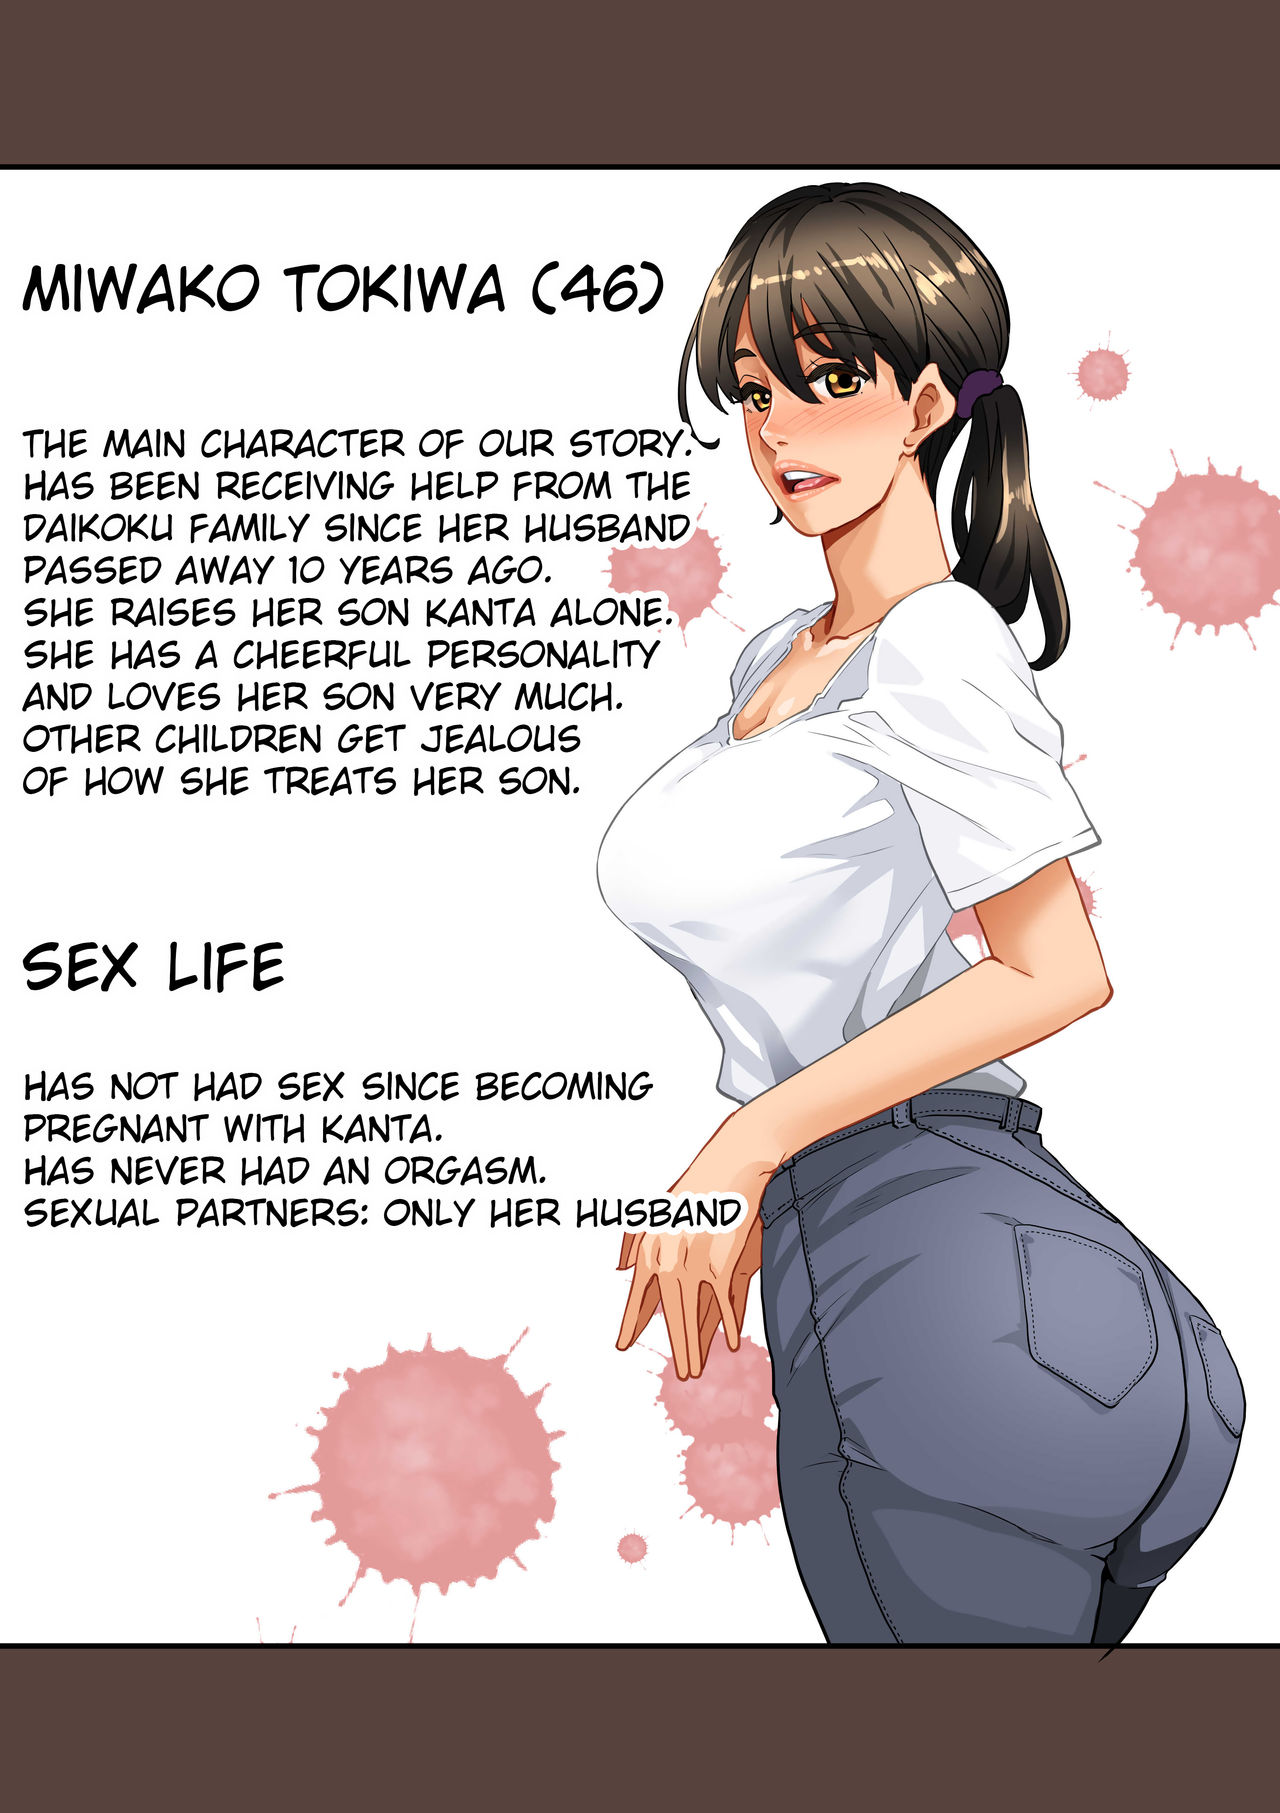 MIWAKO TOKIWA (46)
THE MAIN CHARACTER OF OUR STORY.
HAS BEEN RECEIVING HELP FROM THE
DAIKOKU FAMILY SINCE HER HUSBAND
PASSED AWAY 10 YEARS AGO.
SHE RAISES HER SON KANTA ALONE.
SHE HAS A CHEERFUL PERSONALITY
AND LOVES HER SON VERY MUCH.
OTHER CHILDREN GET JEALOUS
OF HOW SHE TREATS HER SON.
SEX LIFE
HAS NOT HAD SEX SINCE BECOMING
PREGNANT WITH KANTA.
HAS NEVER HAD AN ORGASM.
SEXUAL PARTNERS: ONLY HER HUSBAND